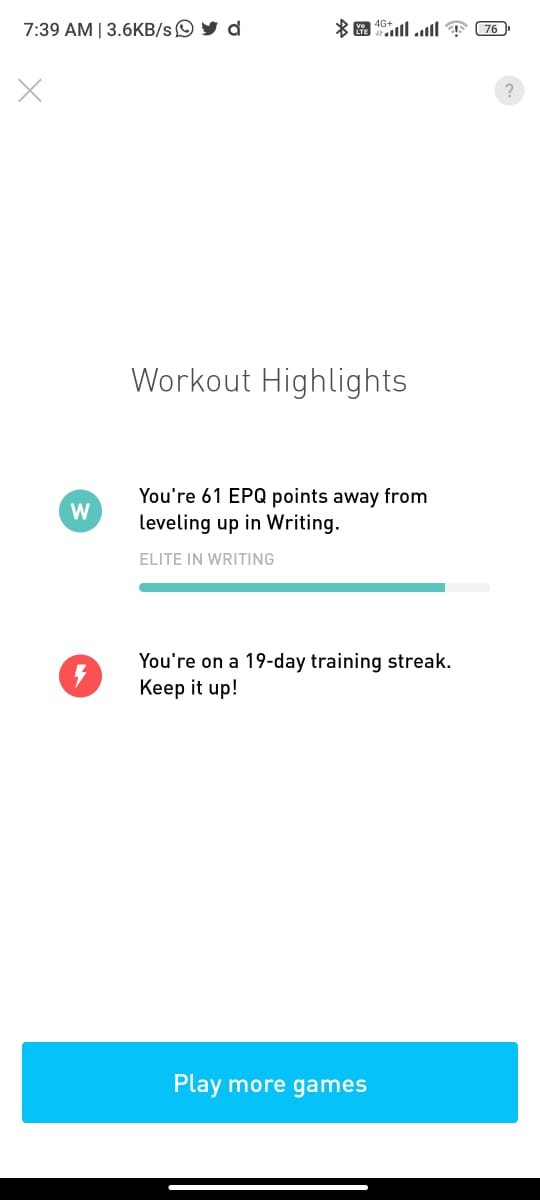 7:39 AM | 3.6KB/s d Vo LTE 4G+ 76
?
Workout Highlights
W
You're 61 EPQ points away from
leveling up in Writing.
ELITE IN WRITING
You're on a 19-day training streak.
Keep it up!
Play more games